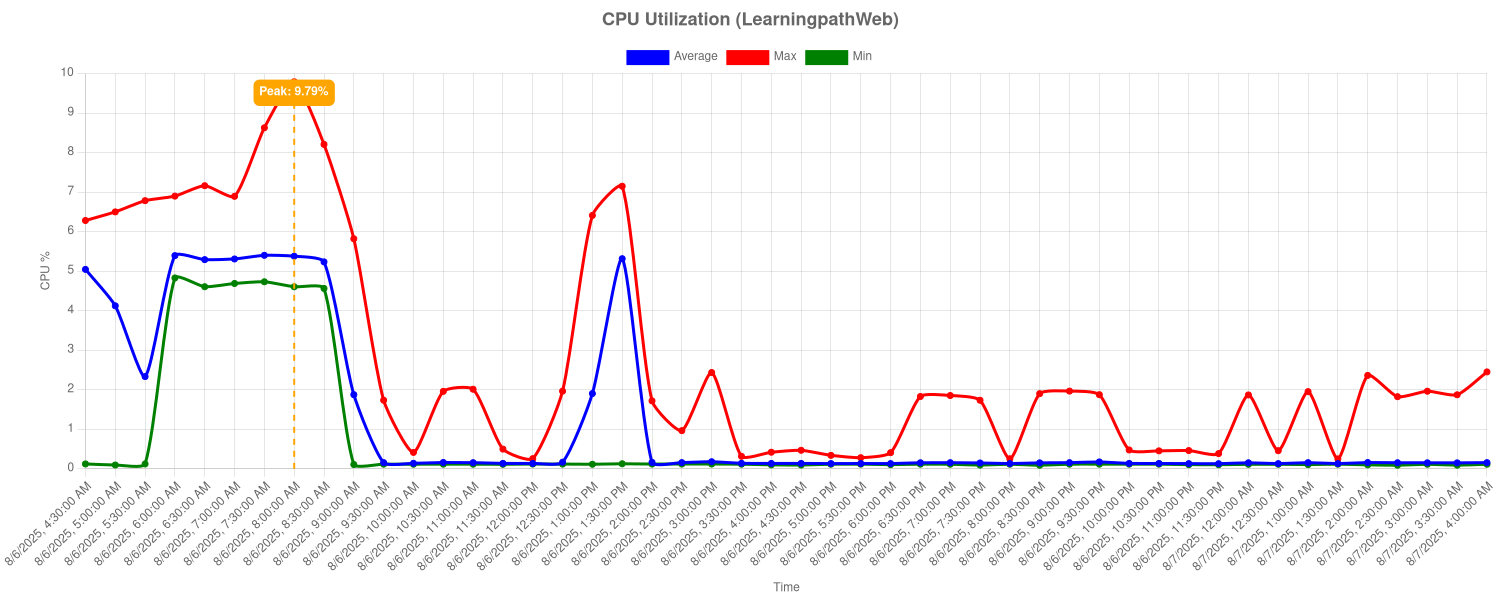 CPU Utilization (LearningpathWeb)
Average Max Min
Peak: 9.79%
10
9
8
7
6
5
4
3
2
1
0
CPU %
8/6/2025, 4:30:00 AM
8/6/2025, 5:00:00 AM
8/6/2025, 5:30:00 AM
8/6/2025, 6:00:00 AM
8/6/2025, 6:30:00 AM
8/6/2025, 7:00:00 AM
8/6/2025, 7:30:00 AM
8/6/2025, 8:00:00 AM
8/6/2025, 8:30:00 AM
8/6/2025, 9:00:00 AM
8/6/2025, 9:30:00 AM
8/6/2025, 10:00:00 AM
8/6/2025, 10:30:00 AM
8/6/2025, 11:00:00 AM
8/6/2025, 11:30:00 AM
8/6/2025, 12:00:00 PM
8/6/2025, 12:30:00 PM
8/6/2025, 1:00:00 PM
8/6/2025, 1:30:00 PM
8/6/2025, 2:00:00 PM
8/6/2025, 2:30:00 PM
8/6/2025, 3:00:00 PM
8/6/2025, 3:30:00 PM
8/6/2025, 4:00:00 PM
8/6/2025, 4:30:00 PM
8/6/2025, 5:00:00 PM
8/6/2025, 5:30:00 PM
8/6/2025, 6:00:00 PM
8/6/2025, 6:30:00 PM
8/6/2025, 7:00:00 PM
8/6/2025, 7:30:00 PM
8/6/2025, 8:00:00 PM
8/6/2025, 8:30:00 PM
8/6/2025, 9:00:00 PM
8/6/2025, 9:30:00 PM
8/6/2025, 10:00:00 PM
8/6/2025, 10:30:00 PM
8/6/2025, 11:00:00 PM
8/6/2025, 11:30:00 PM
8/7/2025, 12:00:00 AM
8/7/2025, 12:30:00 AM
8/7/2025, 1:00:00 AM
8/7/2025, 1:30:00 AM
8/7/2025, 2:00:00 AM
8/7/2025, 2:30:00 AM
8/7/2025, 3:00:00 AM
8/7/2025, 3:30:00 AM
8/7/2025, 4:00:00 AM
Time